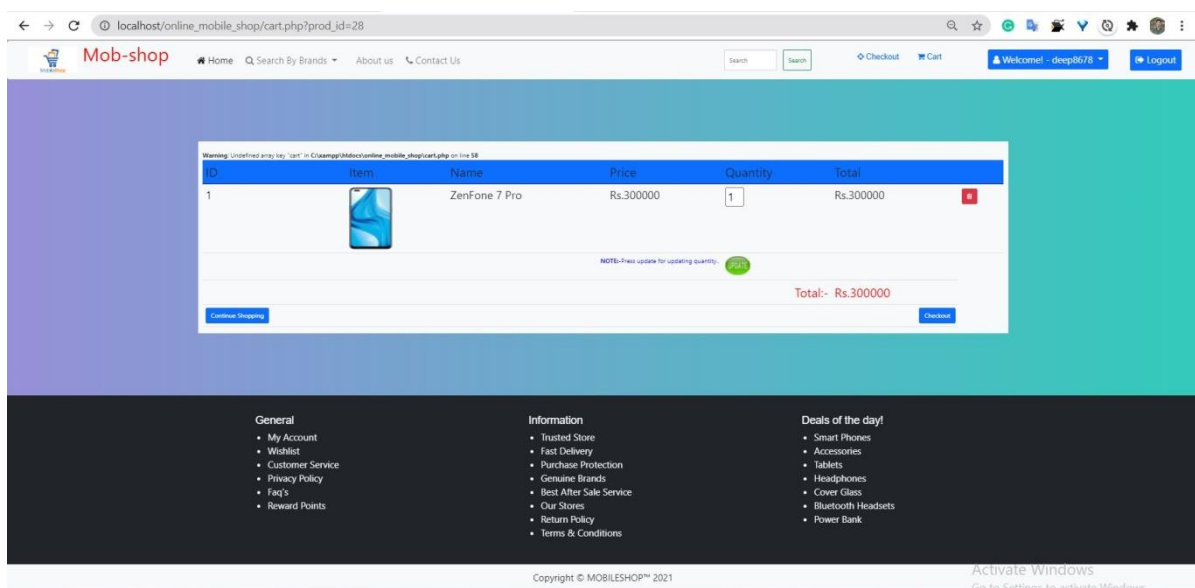 localhost/online_mobile_shop/cart.php?prod_id=28
Mob-shop Home Search By Brands About us Contact Us Search Search Checkout Cart Welcome! - deep8678 Logout
Warning: Undefined array key "cart" in C:\xampp\htdocs\online_mobile_shop\cart.php on line 58
ID Item Name Price Quantity Total
1 ZenFone 7 Pro Rs.300000 1 Rs.300000
NOTE:-Press update for updating quantity..
Total:- Rs.300000
Continue Shopping Checkout
General
My Account
Wishlist
Customer Service
Privacy Policy
Faq's
Reward Points
Information
Trusted Store
Fast Delivery
Purchase Protection
Genuine Brands
Best After Sale Service
Our Stores
Return Policy
Terms & Conditions
Deals of the day!
Smart Phones
Accessories
Tablets
Headphones
Cover Glass
Bluetooth Headsets
Power Bank
Copyright © MOBILESHOP™ 2021
Activate Windows
Go to Settings to activate Windows.